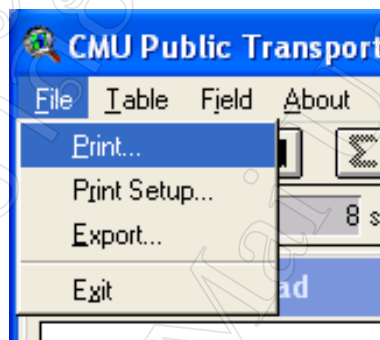 CMU Public Transport
File Table Field About
Print...
Print Setup...
8 s
Export...
ad
Exit